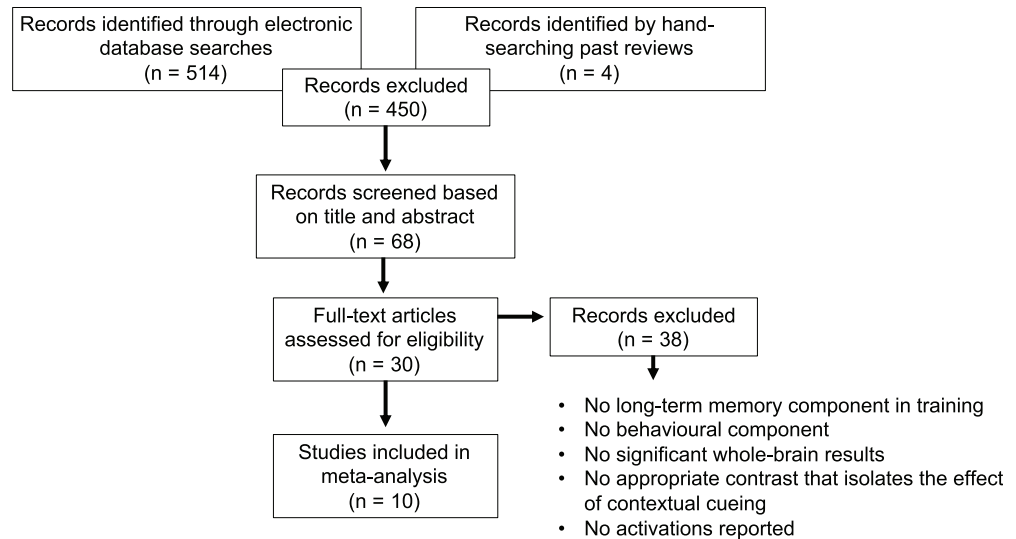 Records identified through electronic
database searches
(n = 514)
Records identified by hand-
searching past reviews
(n = 4)
Records excluded
(n = 450)
Records screened based
on title and abstract
(n = 68)
Full-text articles
assessed for eligibility
(n = 30)
Records excluded
(n = 38)
Studies included in
meta-analysis
(n = 10)
• No long-term memory component in training
• No behavioural component
• No significant whole-brain results
• No appropriate contrast that isolates the effect
of contextual cueing
• No activations reported